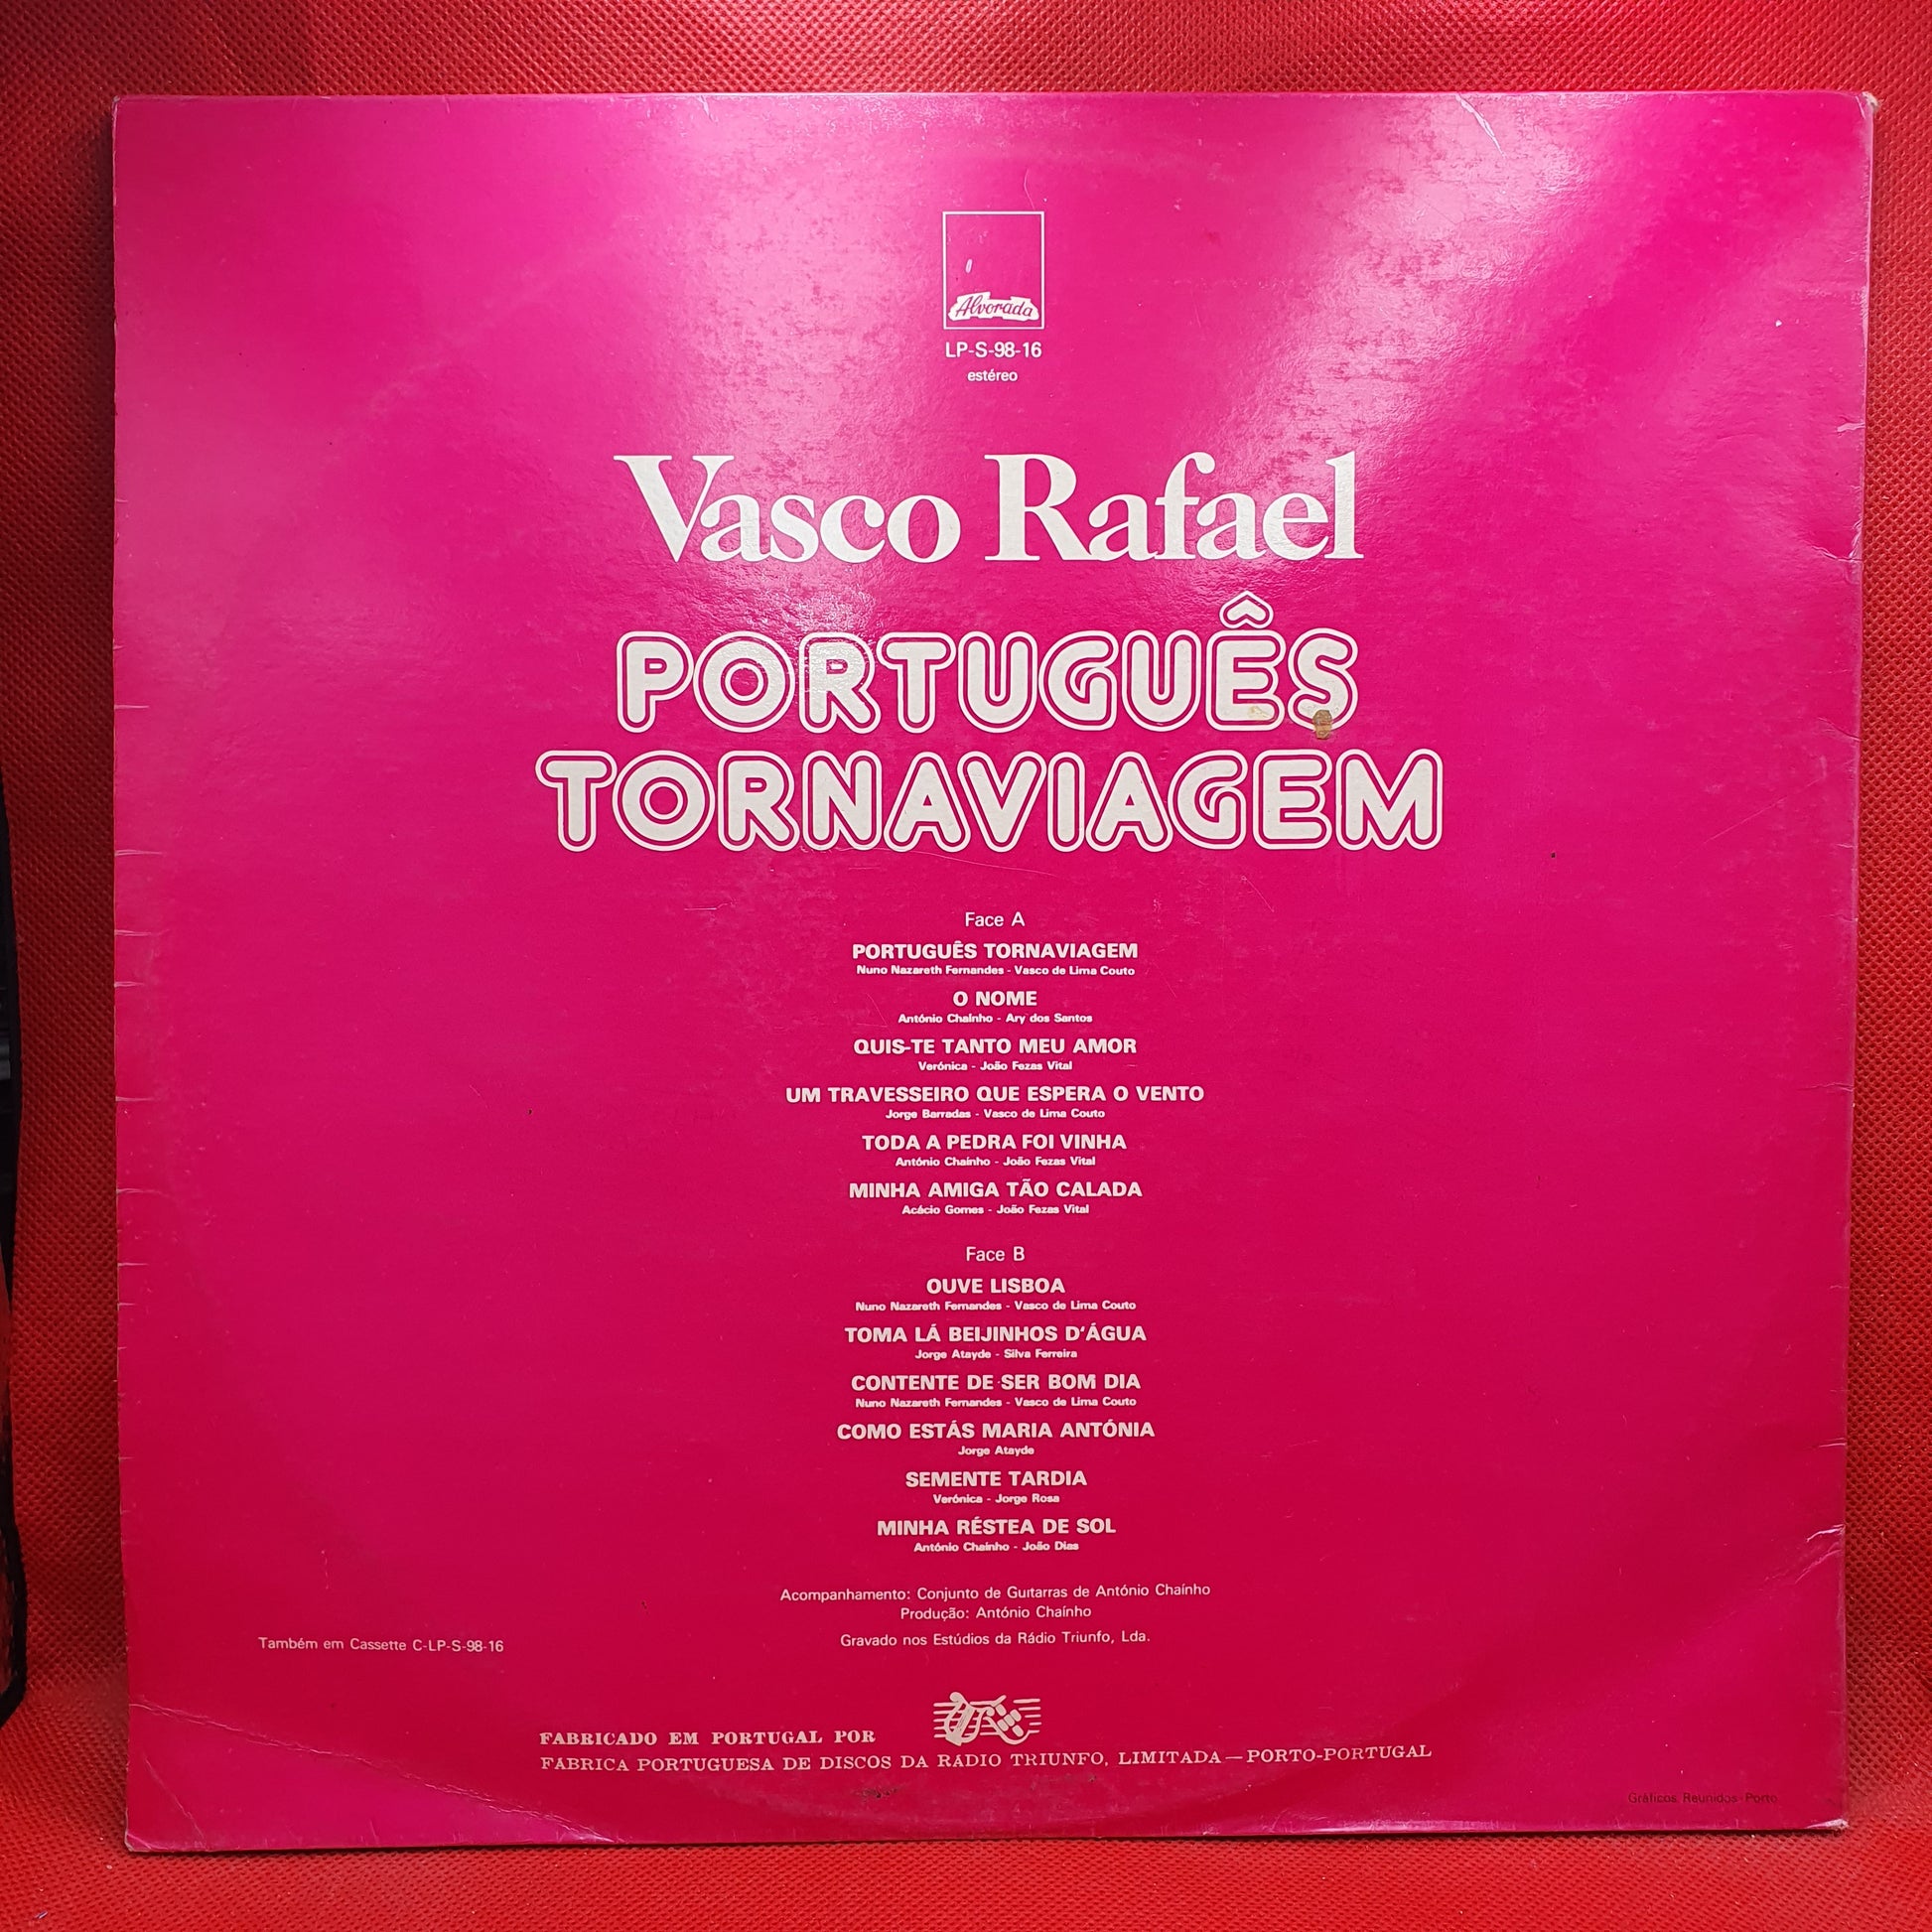 Alvorada
LP-S-98-16
estéreo
Vasco Rafael
PORTUGUÊS
TORNAVIAGEM
Face A
PORTUGUÊS TORNAVIAGEM
Nuno Nazareth Fernandes - Vasco de Lima Couto
O NOME
António Chaínho - Ary dos Santos
QUIS-TE TANTO MEU AMOR
Verónica - João Fezas Vital
UM TRAVESSEIRO QUE ESPERA O VENTO
Jorge Barradas - Vasco de Lima Couto
TODA A PEDRA FOI VINHA
António Chaínho - João Fezas Vital
MINHA AMIGA TÃO CALADA
Acácio Gomes - João Fezas Vital
Face B
OUVE LISBOA
Nuno Nazareth Fernandes - Vasco de Lima Couto
TOMA LÁ BEIJINHOS D'ÁGUA
Jorge Atayde - Silva Ferreira
CONTENTE DE SER BOM DIA
Nuno Nazareth Fernandes - Vasco de Lima Couto
COMO ESTÁS MARIA ANTÓNIA
Jorge Atayde
SEMENTE TARDIA
Verónica - Jorge Rosa
MINHA RÉSTEA DE SOL
António Chaínho - João Dias
Acompanhamento: Conjunto de Guitarras de António Chaínho
Produção: António Chaínho
Gravado nos Estúdios da Rádio Triunfo, Lda.
Também em Cassette C-LP-S-98-16
FABRICADO EM PORTUGAL POR
FÁBRICA PORTUGUESA DE DISCOS DA RÁDIO TRIUNFO, LIMITADA — PORTO-PORTUGAL
Gráficos Reunidos-Porto